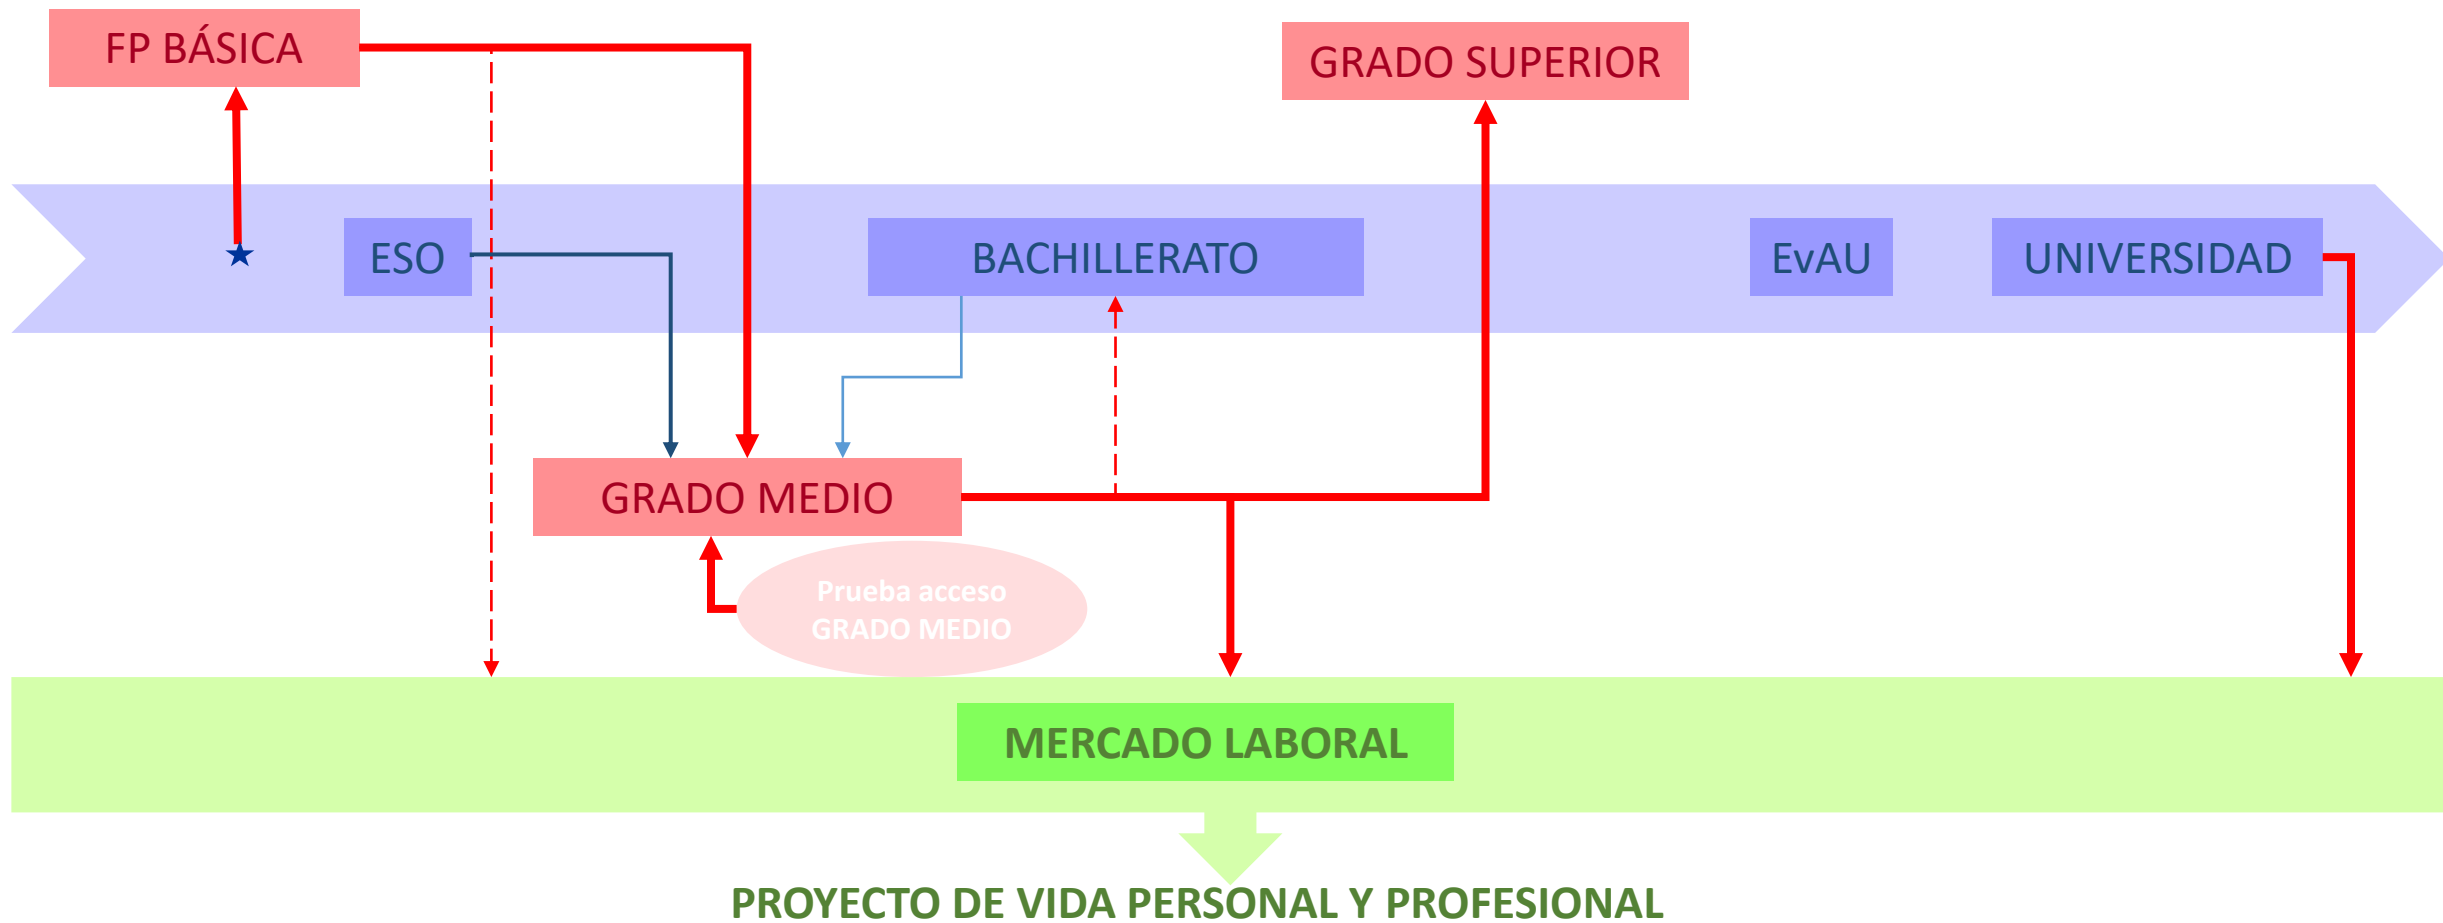 FP BÁSICA
GRADO SUPERIOR
ESO
BACHILLERATO
EvAU
UNIVERSIDAD
GRADO MEDIO
Prueba acceso
GRADO MEDIO
MERCADO LABORAL
PROYECTO DE VIDA PERSONAL Y PROFESIONAL